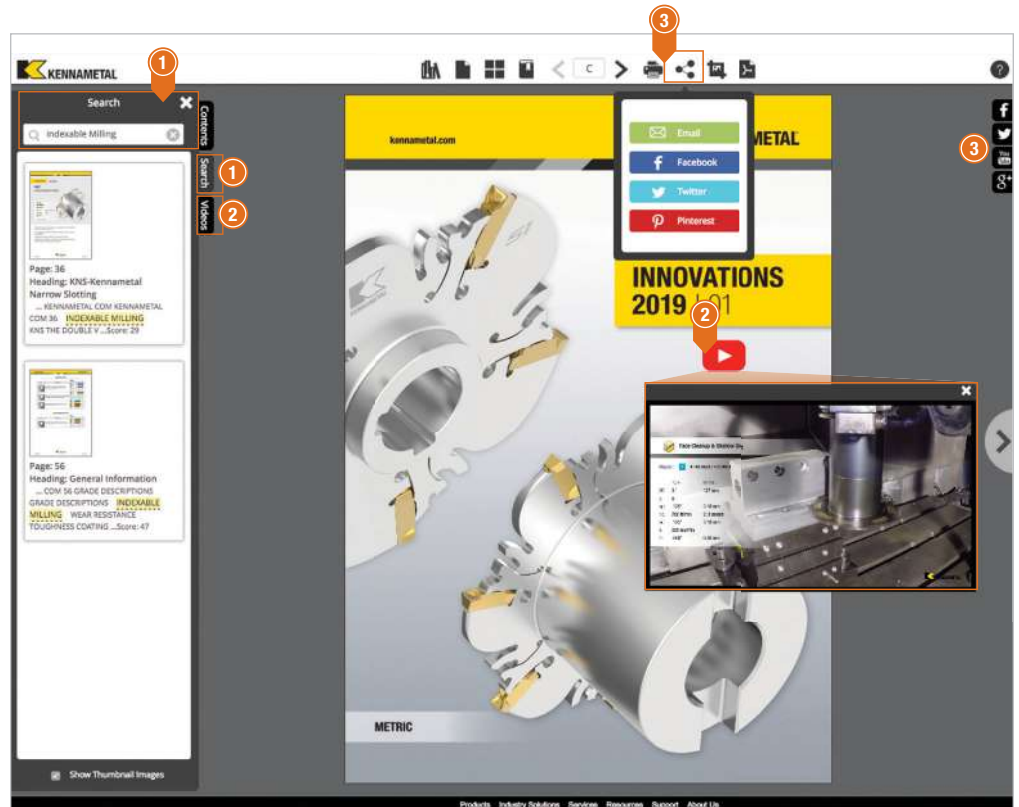 3
KENNAMETAL
1
C
?
Search
indexable Milling
Contents
Search
1
Videos
2
Page: 36
Heading: KNS-Kennametal
Narrow Slotting
... KENNAMETAL COM KENNAMETAL
COM 36 INDEXABLE MILLING
KNS THE DOUBLE V ...Score: 29
Page: 56
Heading: General Information
... COM 56 GRADE DESCRIPTIONS
GRADE DESCRIPTIONS INDEXABLE
MILLING WEAR RESISTANCE
TOUGHNESS COATING ...Score: 47
Show Thumbnail Images
kennametal.com
METAL
Email
Facebook
Twitter
Pinterest
INNOVATIONS
2019 | 01
2
METRIC
3
You
Tube
g+
Products Industry Solutions Services Resources Support About Us